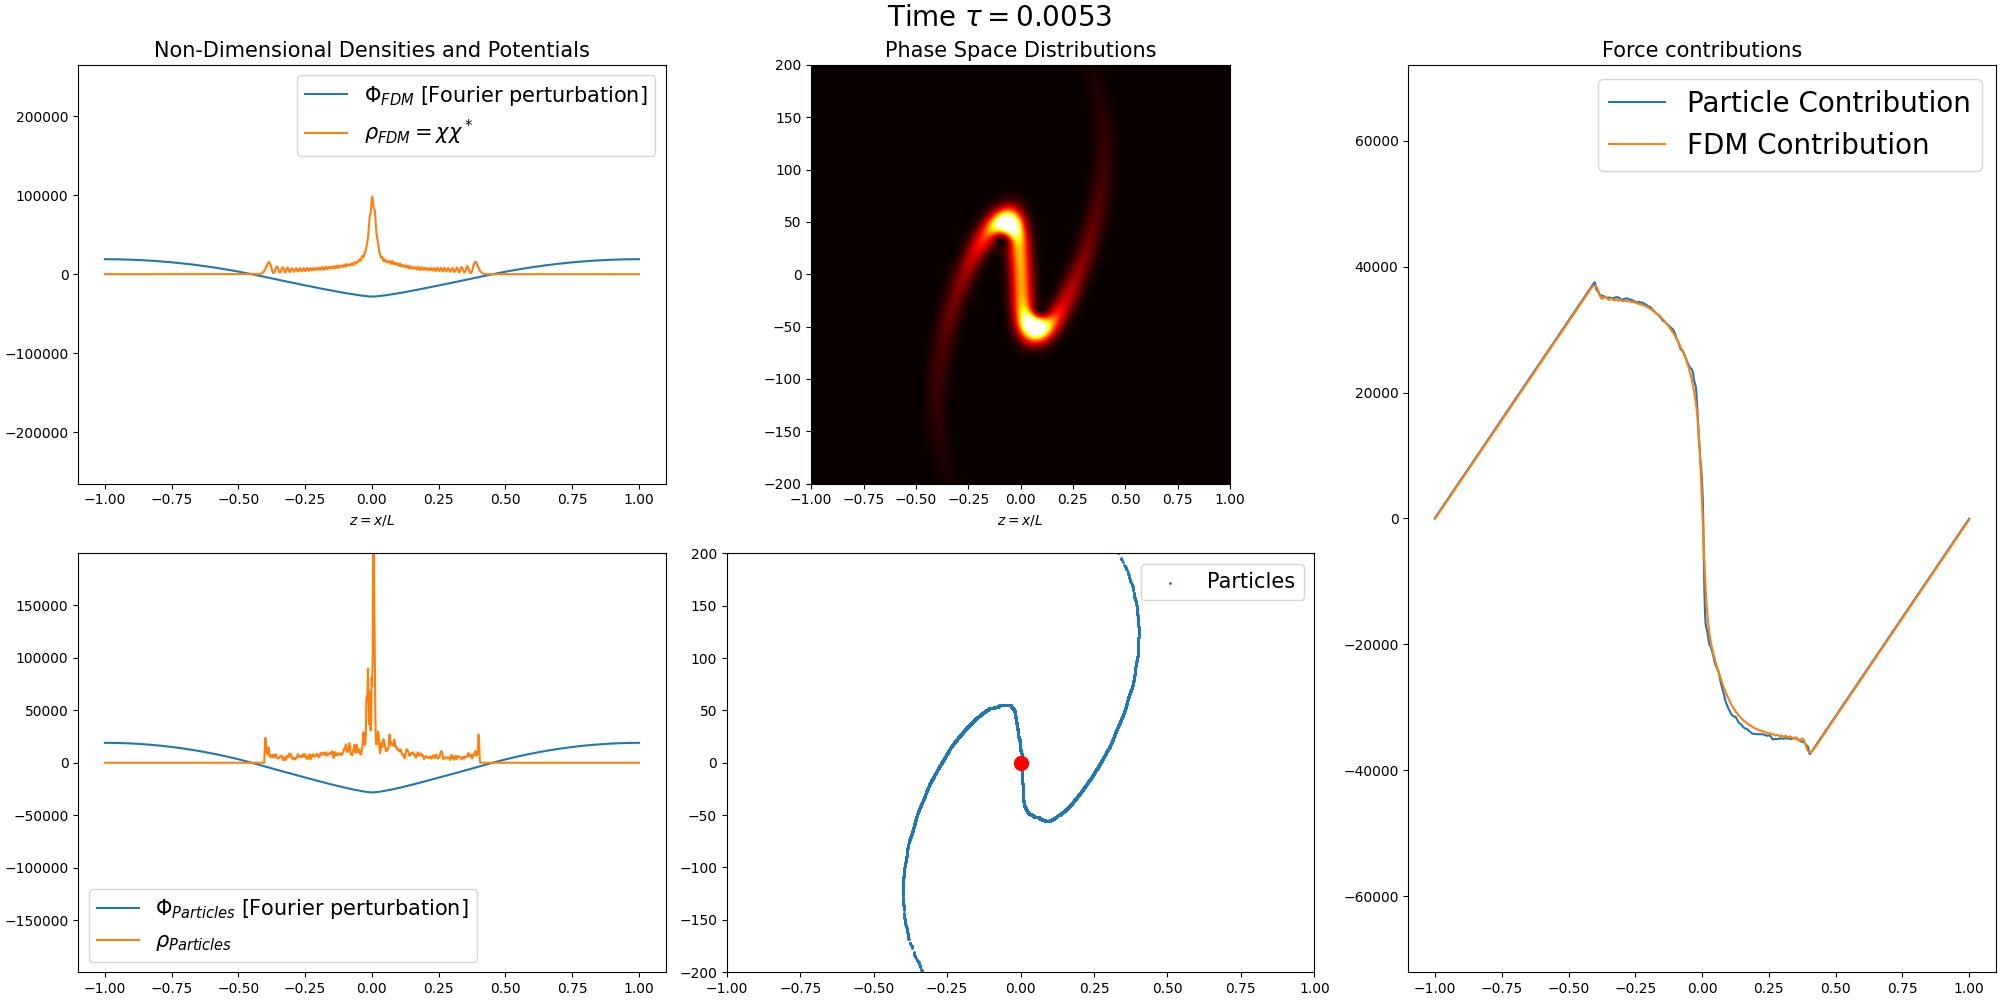 Time τ = 0.0053
Non-Dimensional Densities and Potentials
Φ_FDM [Fourier perturbation]
ρ_FDM = χχ*
200000
100000
0
−100000
−200000
−1.00 −0.75 −0.50 −0.25 0.00 0.25 0.50 0.75 1.00
z = x/L
Phase Space Distributions
200
150
100
50
0
−50
−100
−150
−200
−1.00 −0.75 −0.50 −0.25 0.00 0.25 0.50 0.75 1.00
z = x/L
Force contributions
Particle Contribution
FDM Contribution
60000
40000
20000
0
−20000
−40000
−60000
−1.00 −0.75 −0.50 −0.25 0.00 0.25 0.50 0.75 1.00
150000
100000
50000
0
−50000
−100000
−150000
Φ_Particles [Fourier perturbation]
ρ_Particles
−1.00 −0.75 −0.50 −0.25 0.00 0.25 0.50 0.75 1.00
Particles
200
150
100
50
0
−50
−100
−150
−200
−1.00 −0.75 −0.50 −0.25 0.00 0.25 0.50 0.75 1.00